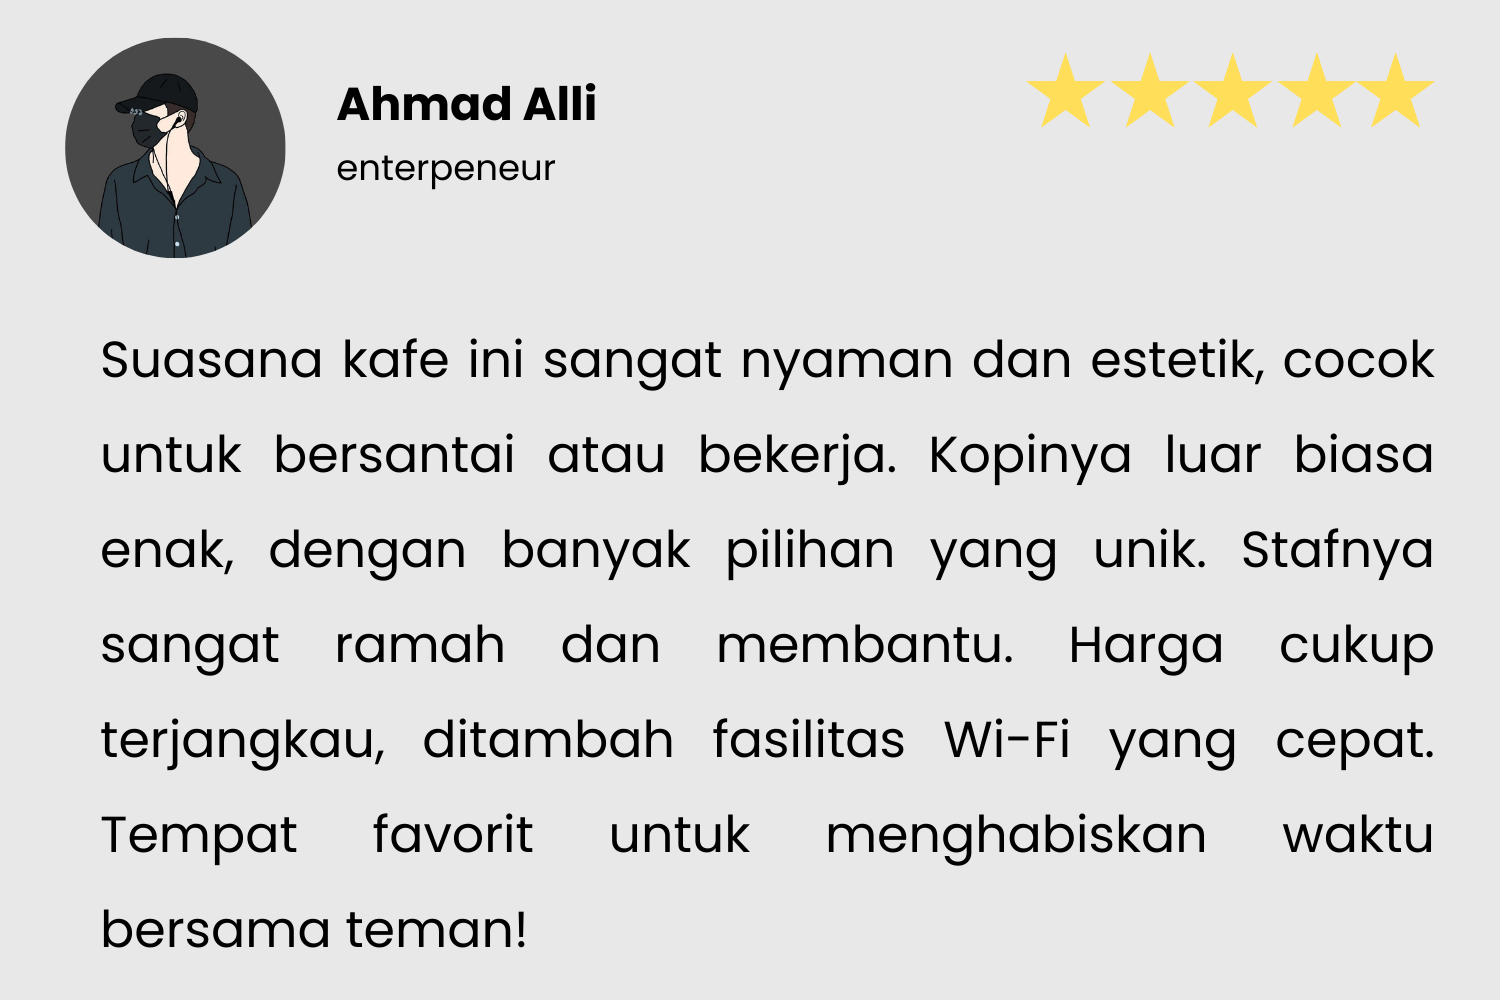 Ahmad Alli
enterpeneur
Suasana kafe ini sangat nyaman dan estetik, cocok
untuk bersantai atau bekerja. Kopinya luar biasa
enak, dengan banyak pilihan yang unik. Stafnya
sangat ramah dan membantu. Harga cukup
terjangkau, ditambah fasilitas Wi-Fi yang cepat.
Tempat favorit untuk menghabiskan waktu
bersama teman!